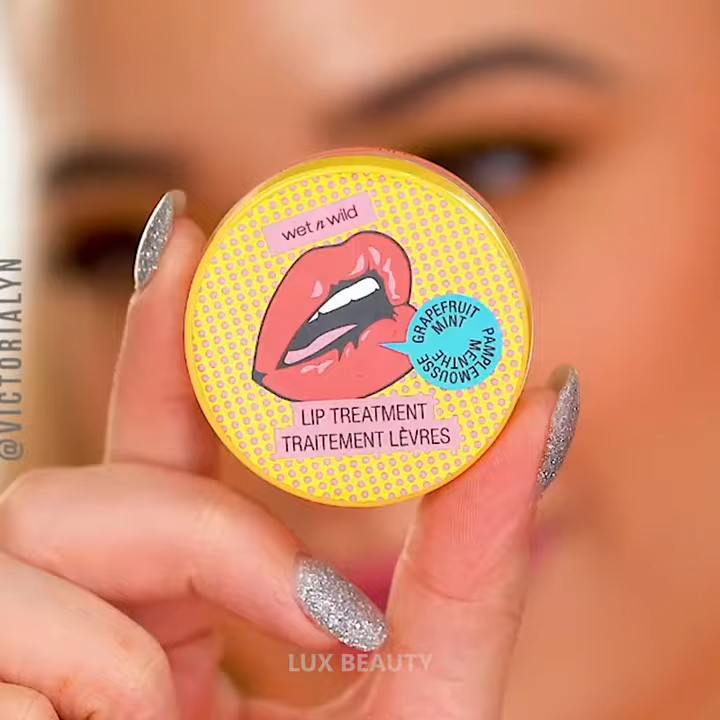 wet n wild
GRAPEFRUIT
MINT
PAMPLEMOUSSE
MENTHE
LIP TREATMENT
TRAITEMENT LÈVRES
@VICTORIALYN
LUX BEAUTY